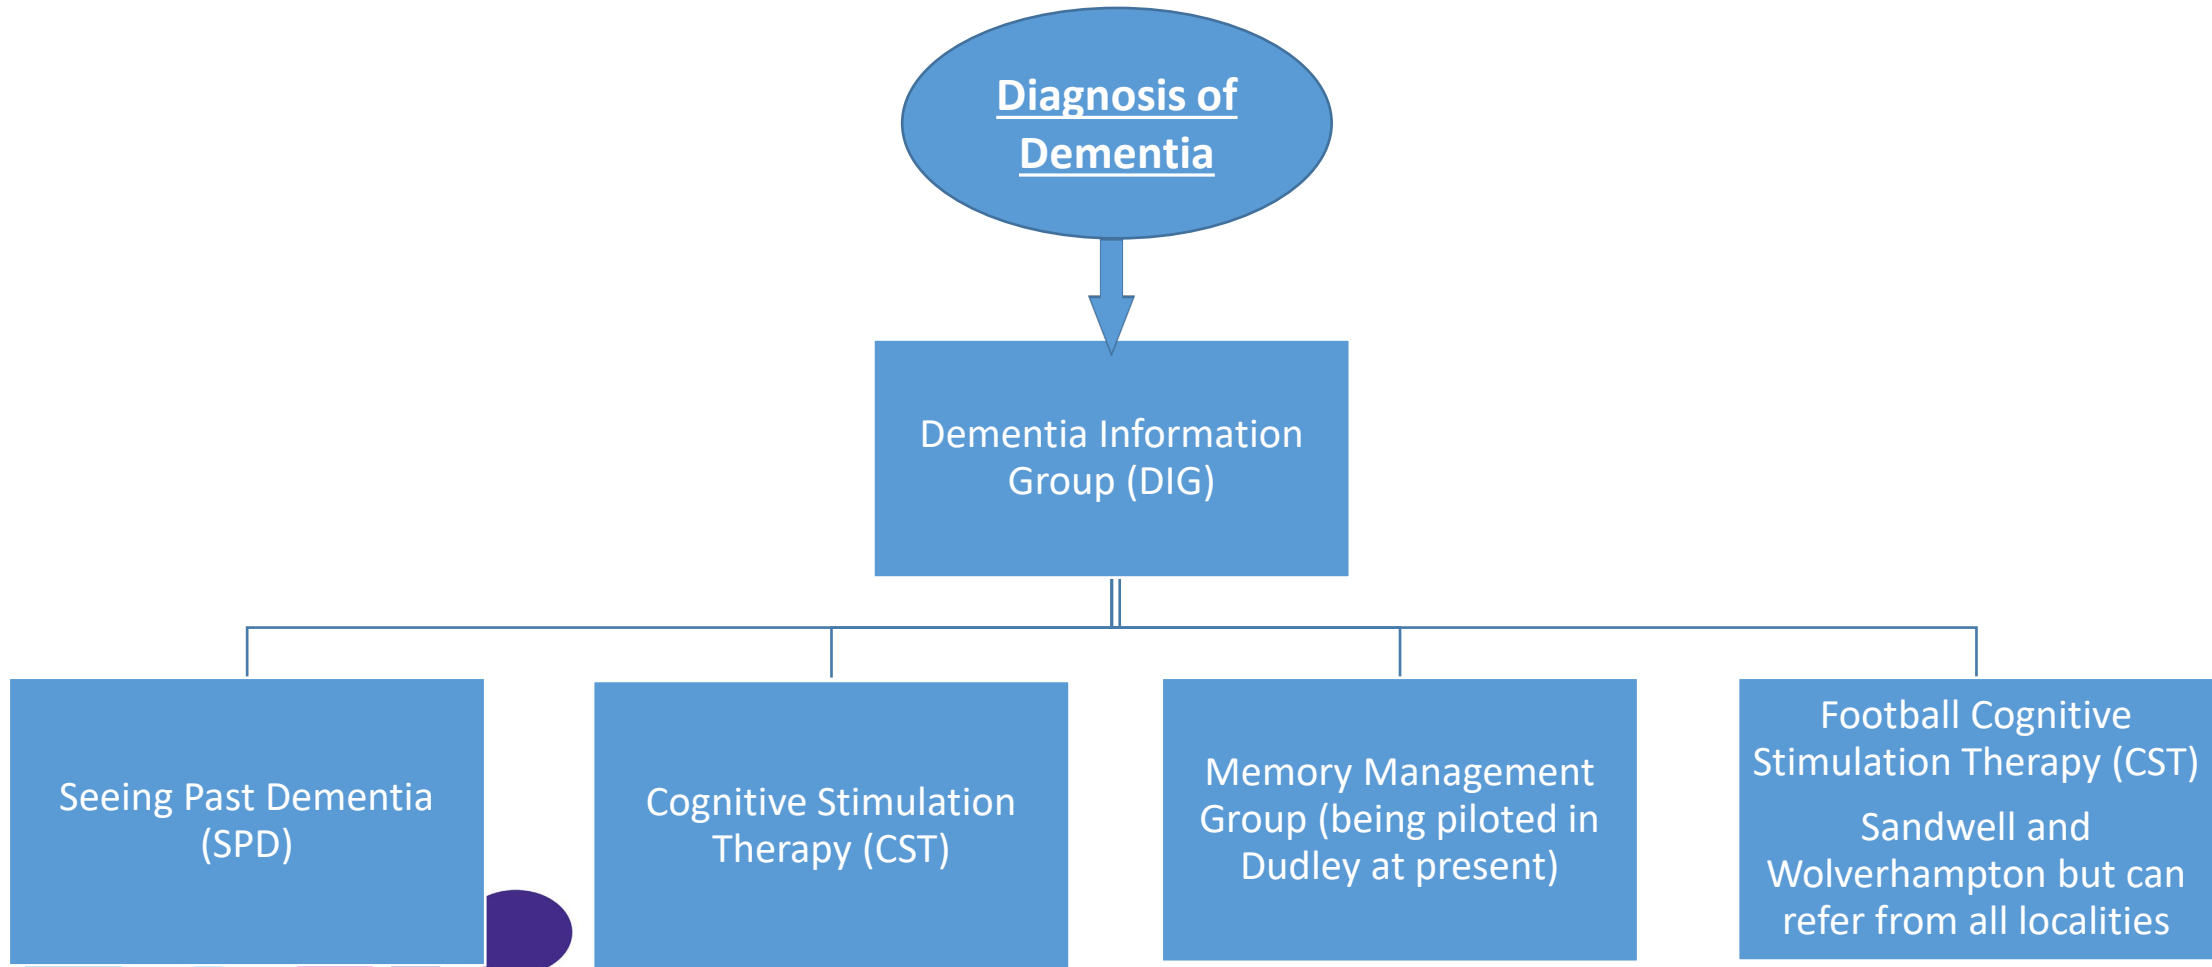 Diagnosis of
Dementia
Dementia Information
Group (DIG)
Seeing Past Dementia
(SPD)
Cognitive Stimulation
Therapy (CST)
Memory Management
Group (being piloted in
Dudley at present)
Football Cognitive
Stimulation Therapy (CST)
Sandwell and
Wolverhampton but can
refer from all localities